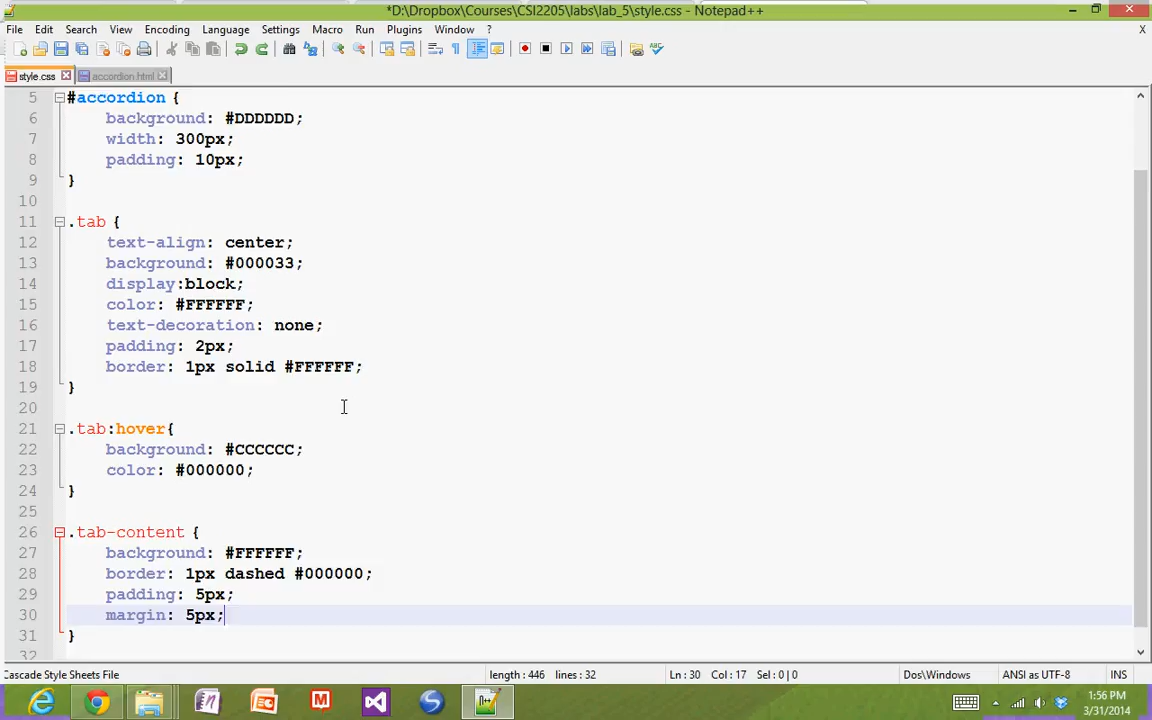 *D:\Dropbox\Courses\CSI2205\labs\lab_5\style.css - Notepad++
File Edit Search View Encoding Language Settings Macro Run Plugins Window ? X
style.css accordion.html
5 #accordion {
6 background: #DDDDDD;
7 width: 300px;
8 padding: 10px;
9 }
10
11 .tab {
12 text-align: center;
13 background: #000033;
14 display:block;
15 color: #FFFFFF;
16 text-decoration: none;
17 padding: 2px;
18 border: 1px solid #FFFFFF;
19 }
20
21 .tab:hover{
22 background: #CCCCCC;
23 color: #000000;
24 }
25
26 .tab-content {
27 background: #FFFFFF;
28 border: 1px dashed #000000;
29 padding: 5px;
30 margin: 5px;
31 }
32
Cascade Style Sheets File length : 446 lines : 32 Ln : 30 Col : 17 Sel : 0 | 0 Dos\Windows ANSI as UTF-8 INS
1:56 PM
3/31/2014